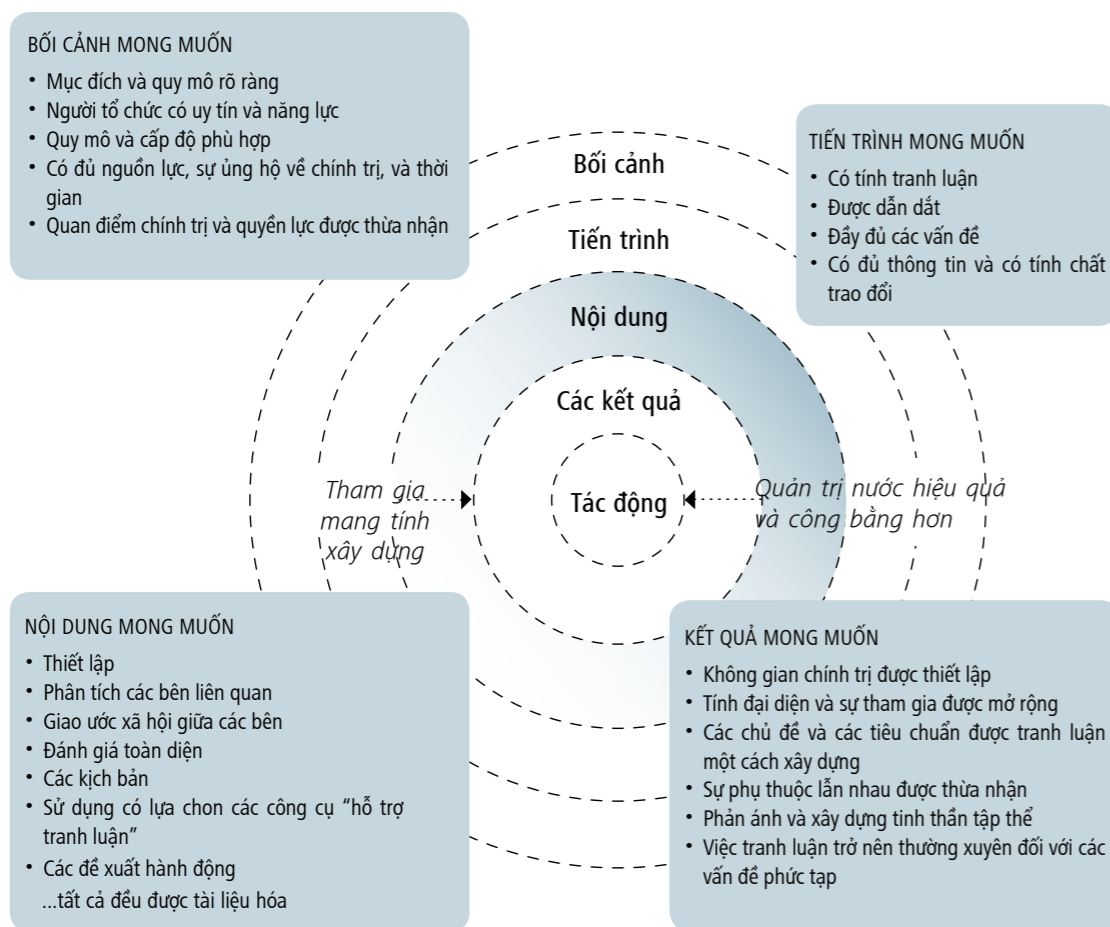 BỐI CẢNH MONG MUỐN
• Mục đích và quy mô rõ ràng
• Người tổ chức có uy tín và năng lực
• Quy mô và cấp độ phù hợp
• Có đủ nguồn lực, sự ủng hộ về chính trị, và thời
gian
• Quan điểm chính trị và quyền lực được thừa nhận
TIẾN TRÌNH MONG MUỐN
• Có tính tranh luận
• Được dẫn dắt
• Đầy đủ các vấn đề
• Có đủ thông tin và có tính chất
trao đổi
Bối cảnh
Tiến trình
Nội dung
Các kết quả
Tác động
Tham gia
mang tính
xây dựng
Quản trị nước hiệu quả
và công bằng hơn
NỘI DUNG MONG MUỐN
• Thiết lập
• Phân tích các bên liên quan
• Giao ước xã hội giữa các bên
• Đánh giá toàn diện
• Các kịch bản
• Sử dụng có lựa chon các công cụ “hỗ trợ
tranh luận”
• Các đề xuất hành động
...tất cả đều được tài liệu hóa
KẾT QUẢ MONG MUỐN
• Không gian chính trị được thiết lập
• Tính đại diện và sự tham gia được mở rộng
• Các chủ đề và các tiêu chuẩn được tranh luận
một cách xây dựng
• Sự phụ thuộc lẫn nhau được thừa nhận
• Phản ánh và xây dựng tinh thần tập thể
• Việc tranh luận trở nên thường xuyên đối với các
vấn đề phức tạp